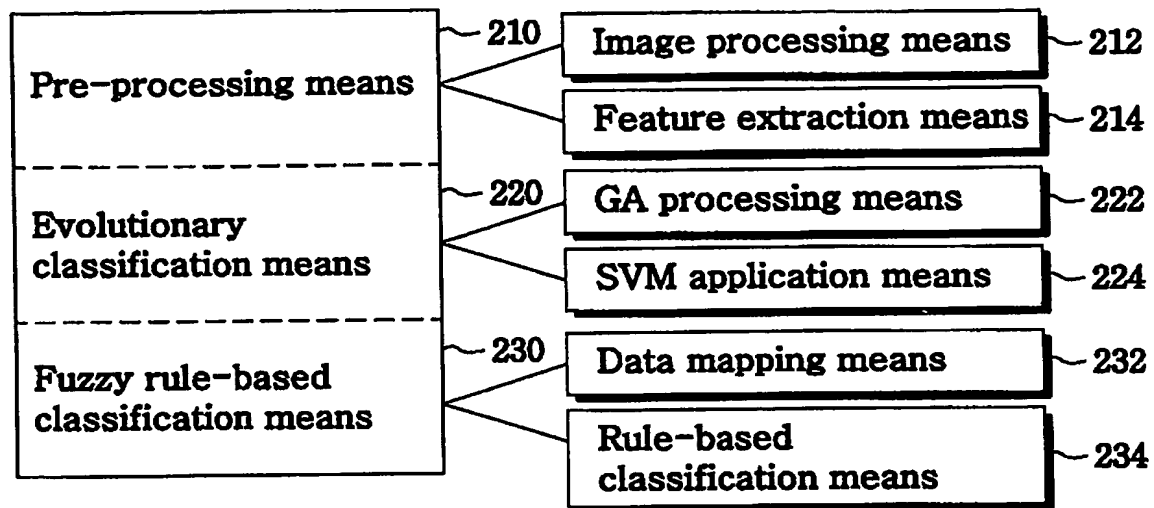 Pre-processing means
210
Image processing means
212
Feature extraction means
214
Evolutionary
classification means
220
GA processing means
222
SVM application means
224
Fuzzy rule-based
classification means
230
Data mapping means
232
Rule-based
classification means
234